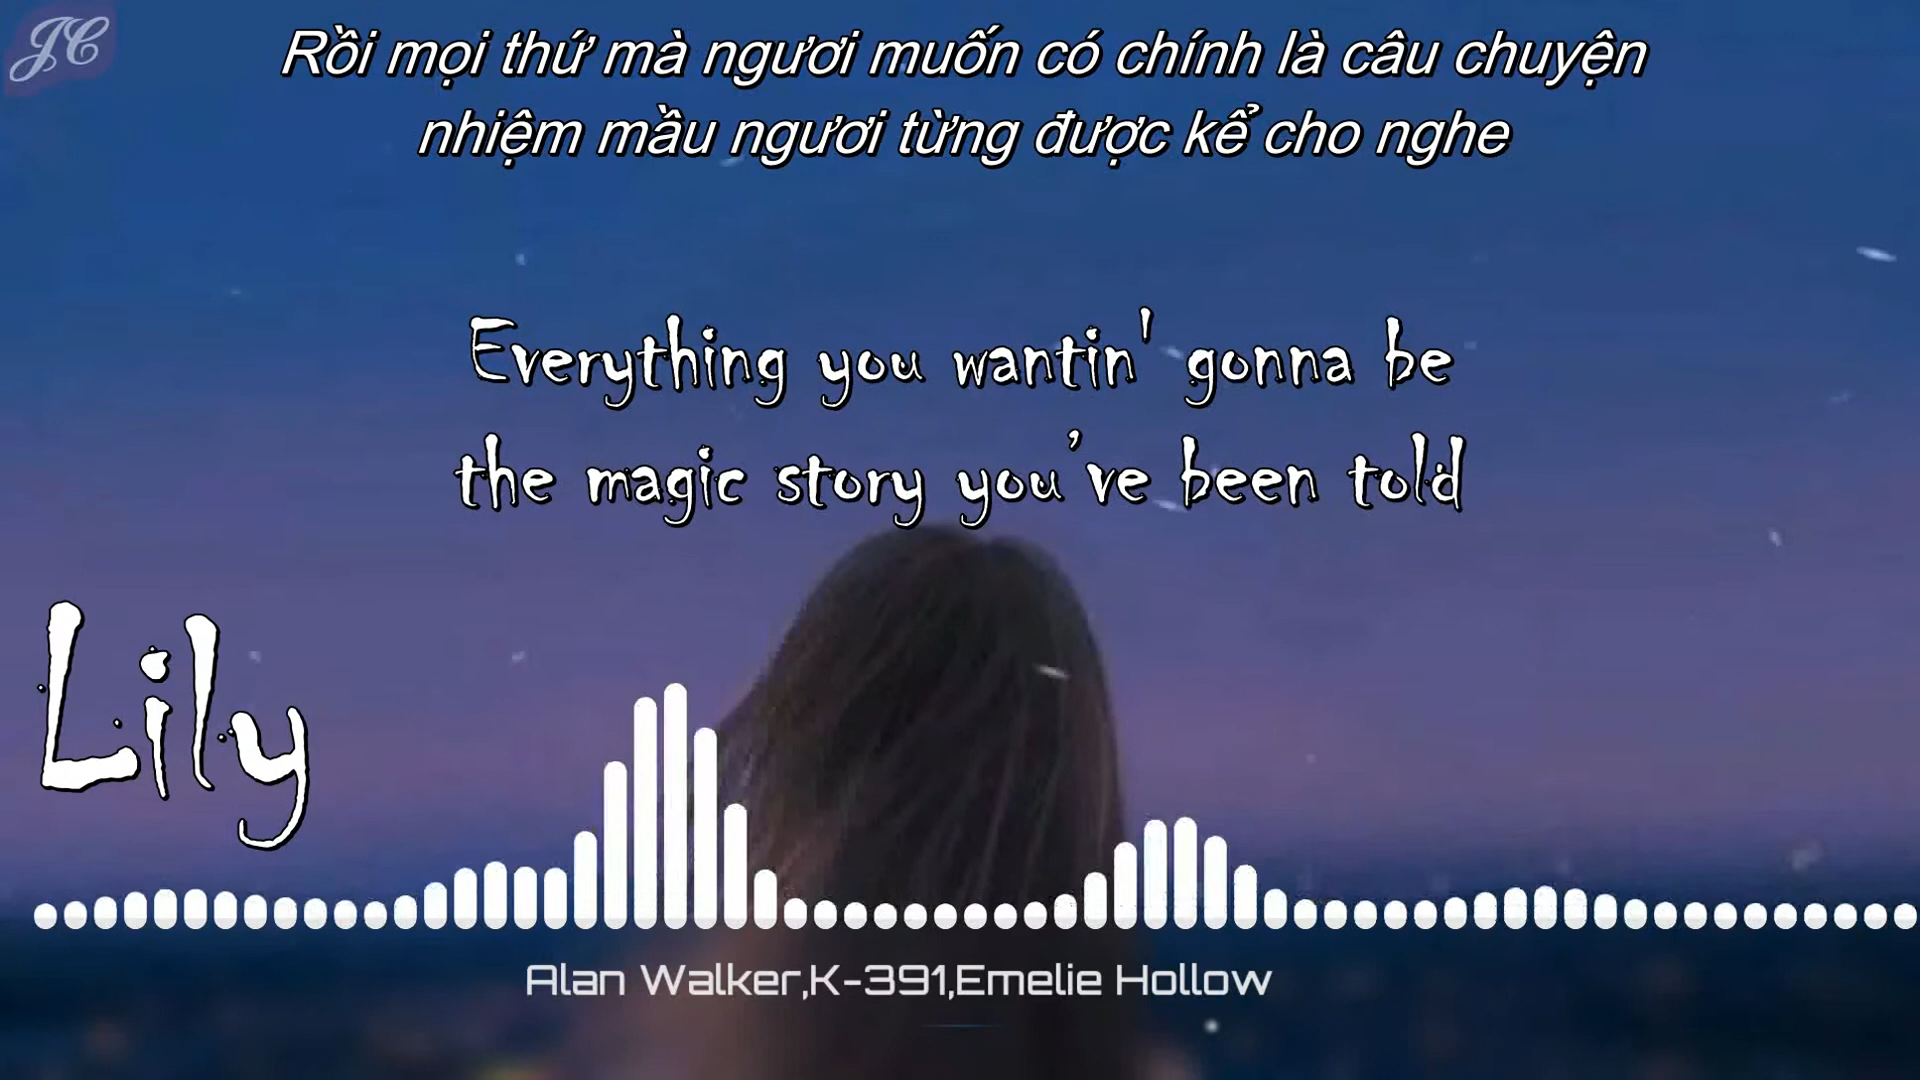 JC
Rồi mọi thứ mà ngươi muốn có chính là câu chuyện
nhiệm mầu ngươi từng được kể cho nghe
Everything you wantin' gonna be
the magic story you've been told
Lily
Alan Walker,K-391,Emelie Hollow